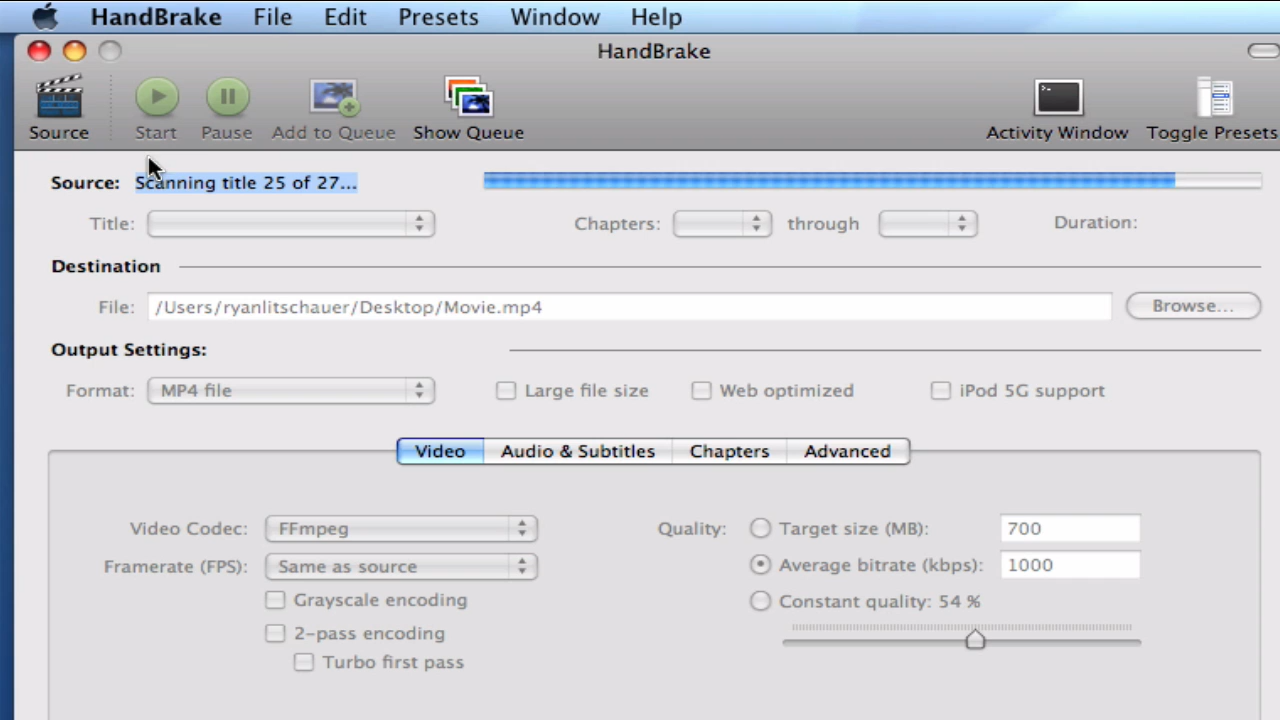 HandBrake File Edit Presets Window Help
HandBrake
Source Start Pause Add to Queue Show Queue Activity Window Toggle Presets
Source: Scanning title 25 of 27...
Title: Chapters: through Duration:
Destination
File: /Users/ryanlitschauer/Desktop/Movie.mp4 Browse...
Output Settings:
Format: MP4 file Large file size Web optimized iPod 5G support
Video Audio & Subtitles Chapters Advanced
Video Codec: FFmpeg Quality: Target size (MB): 700
Framerate (FPS): Same as source Average bitrate (kbps): 1000
Grayscale encoding Constant quality: 54 %
2-pass encoding
Turbo first pass